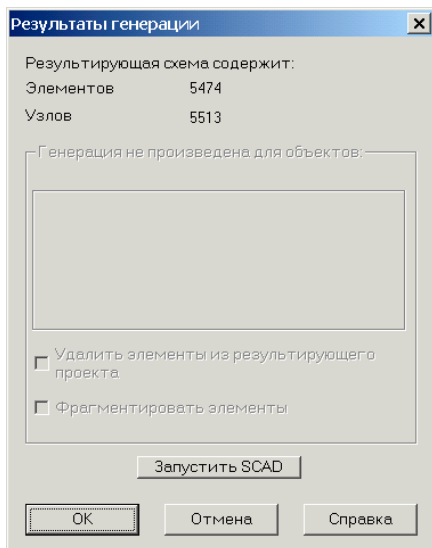 Результаты генерации
Результирующая схема содержит:
Элементов 5474
Узлов 5513
Генерация не произведена для объектов:
Удалить элементы из результирующего
проекта
Фрагментировать элементы
Запустить SCAD
OK Отмена Справка